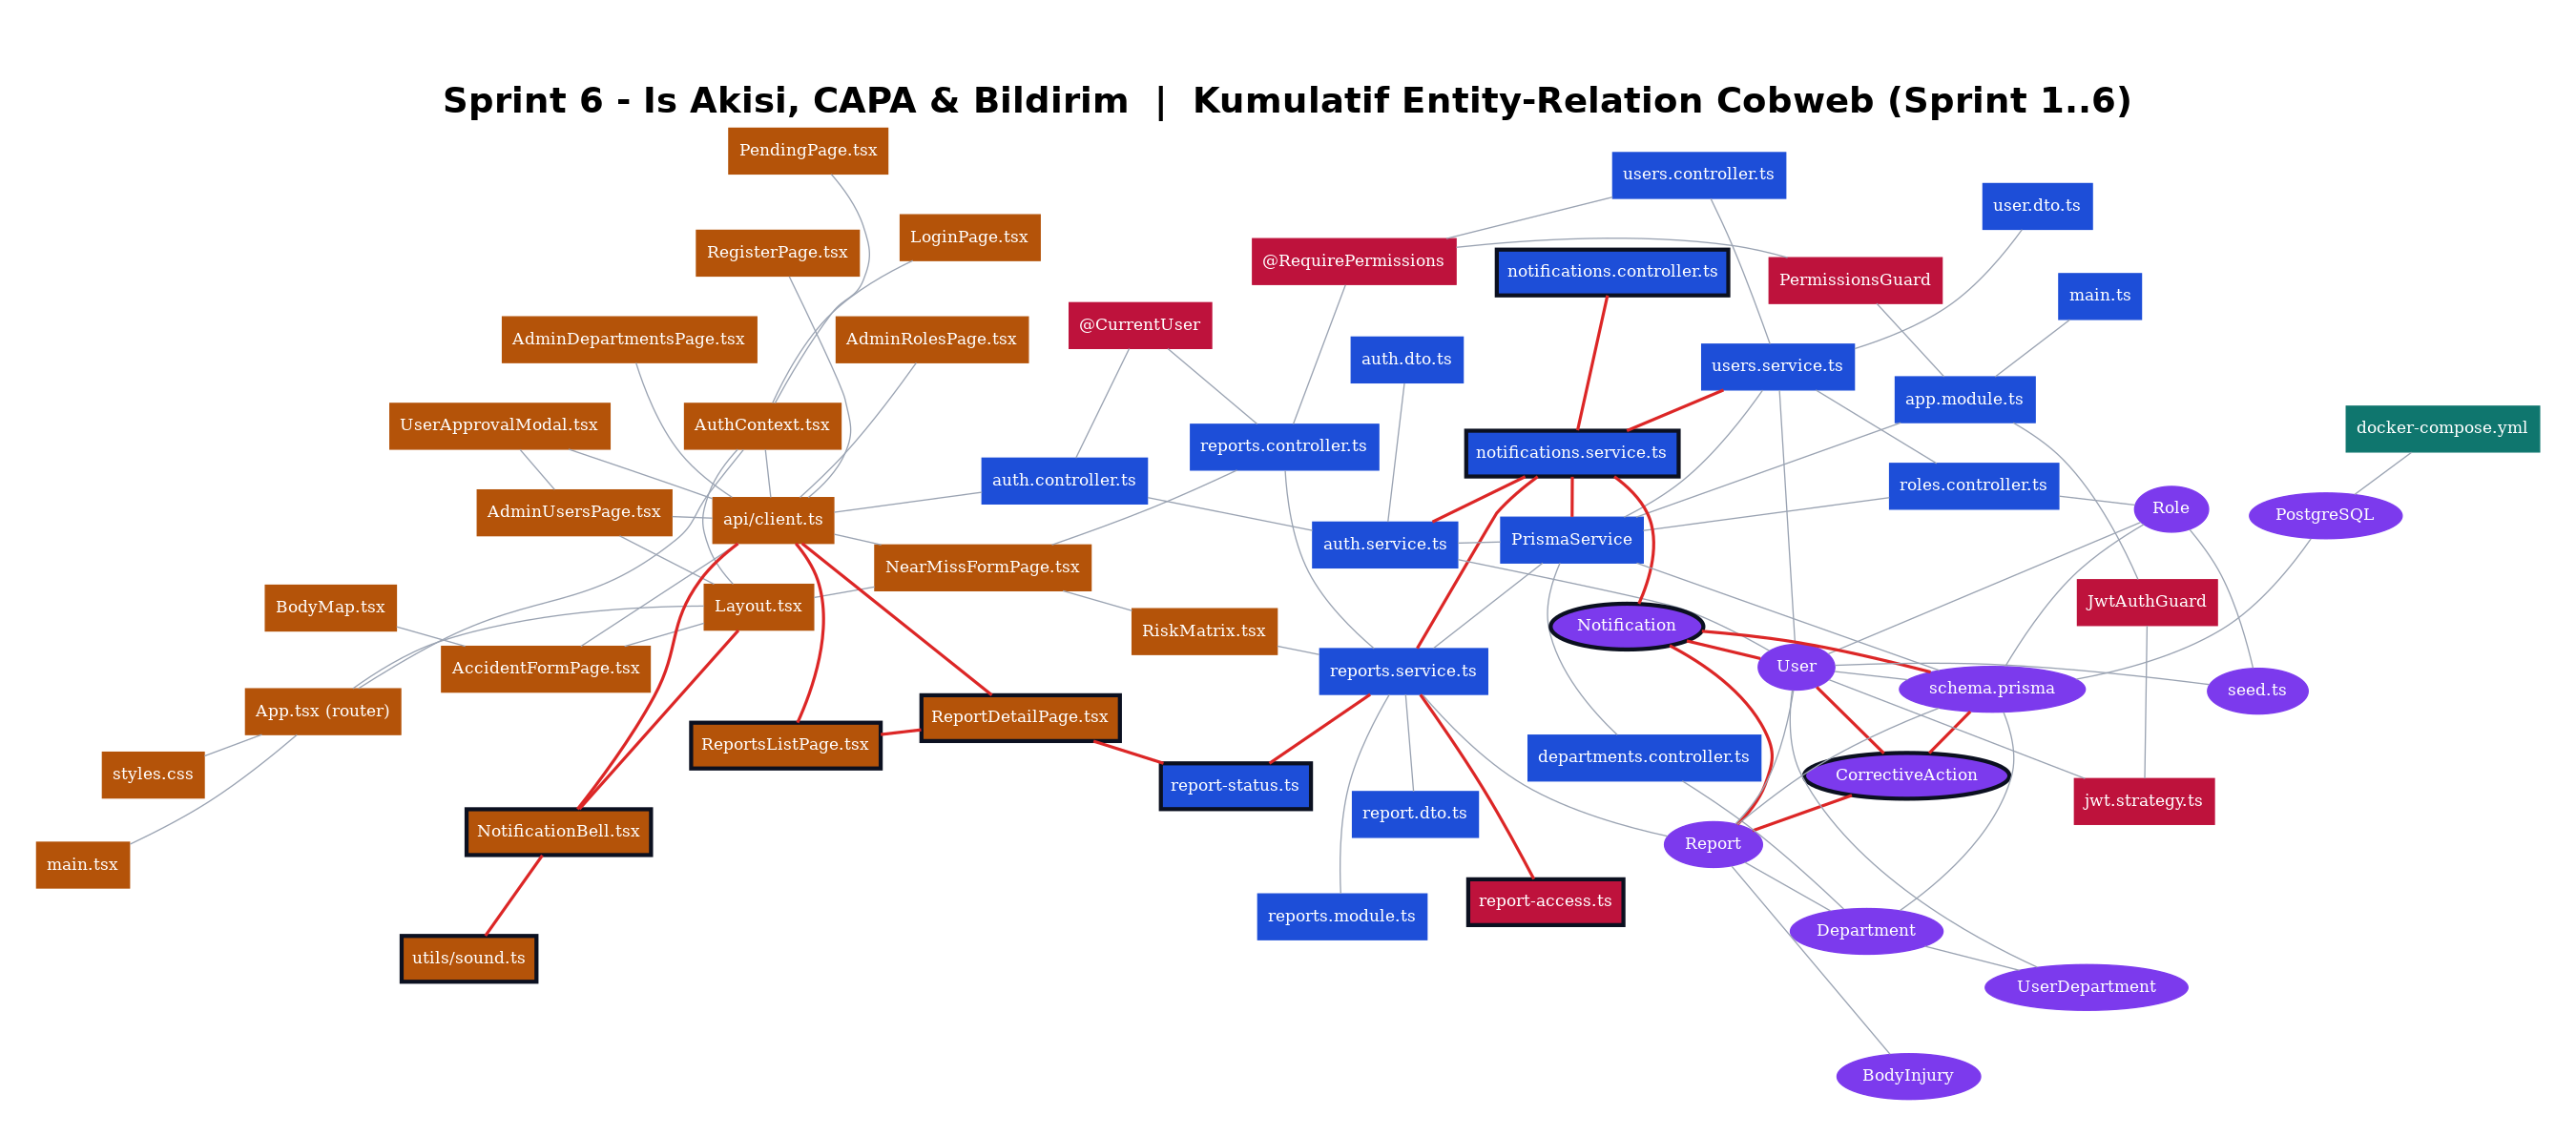 Sprint 6 - Is Akisi, CAPA & Bildirim | Kumulatif Entity-Relation Cobweb (Sprint 1..6)
PendingPage.tsx
users.controller.ts
user.dto.ts
LoginPage.tsx
RegisterPage.tsx
@RequirePermissions
notifications.controller.ts
PermissionsGuard
main.ts
@CurrentUser
AdminDepartmentsPage.tsx
AdminRolesPage.tsx
auth.dto.ts
users.service.ts
app.module.ts
UserApprovalModal.tsx
AuthContext.tsx
docker-compose.yml
reports.controller.ts
notifications.service.ts
auth.controller.ts
roles.controller.ts
AdminUsersPage.tsx
api/client.ts
Role
PostgreSQL
auth.service.ts
PrismaService
NearMissFormPage.tsx
BodyMap.tsx
Layout.tsx
JwtAuthGuard
RiskMatrix.tsx
Notification
AccidentFormPage.tsx
reports.service.ts
User
schema.prisma
seed.ts
App.tsx (router)
ReportDetailPage.tsx
ReportsListPage.tsx
departments.controller.ts
styles.css
report-status.ts
CorrectiveAction
jwt.strategy.ts
report.dto.ts
NotificationBell.tsx
Report
main.tsx
reports.module.ts
report-access.ts
Department
utils/sound.ts
UserDepartment
BodyInjury